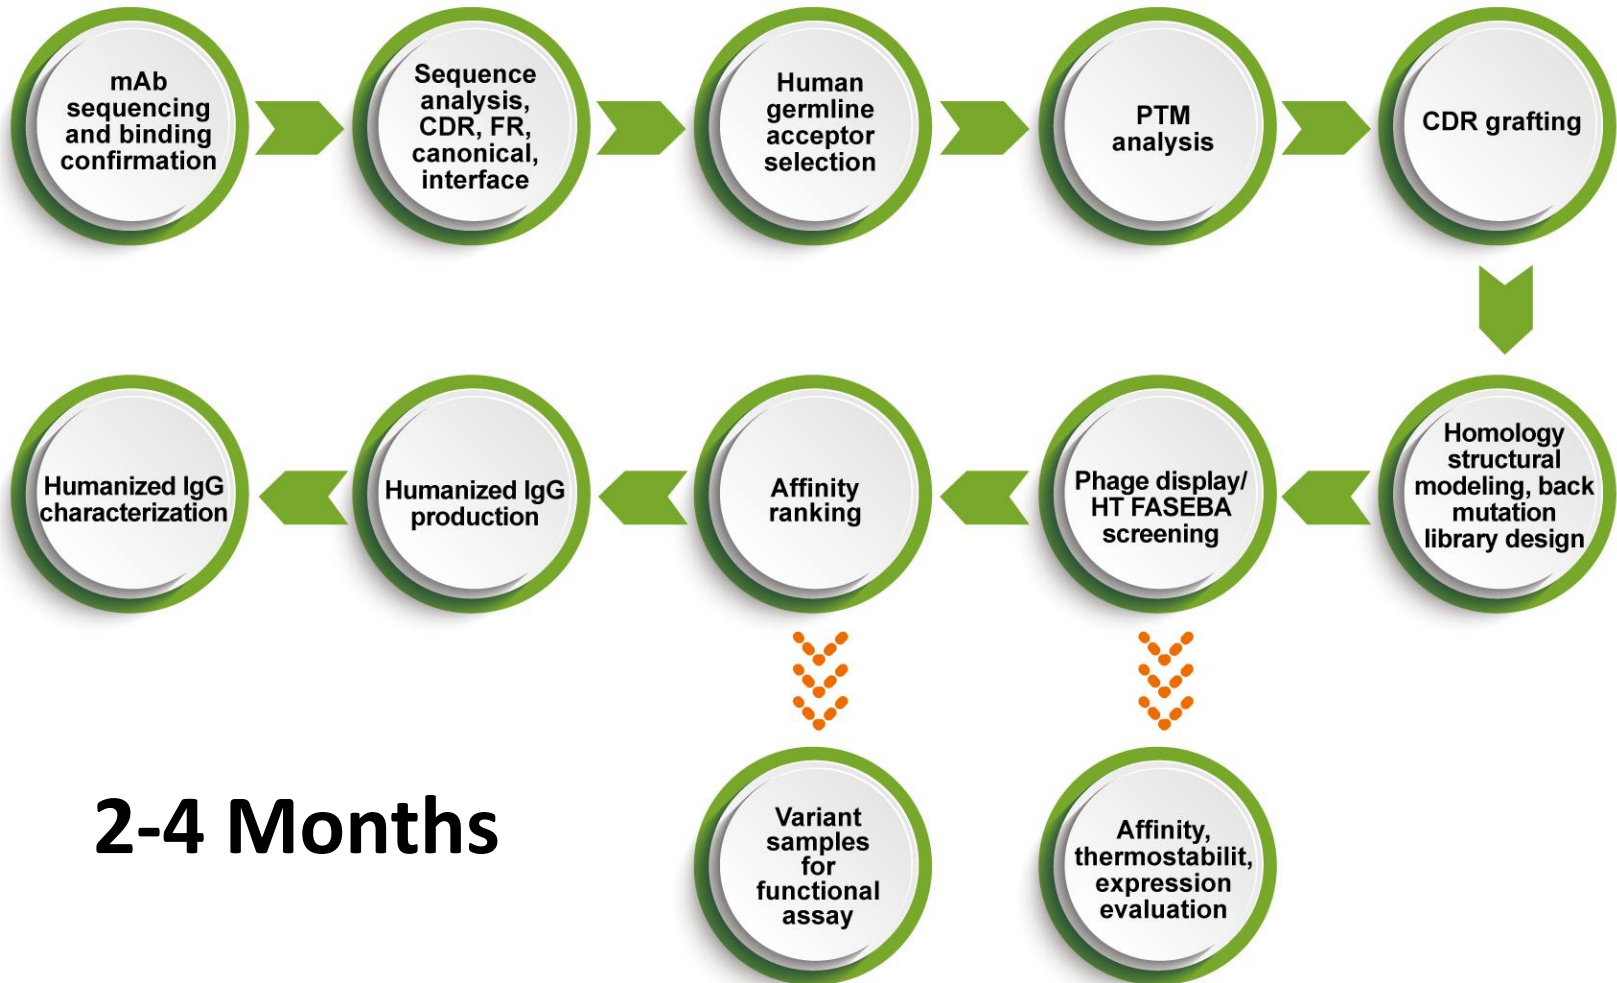 mAb
sequencing
and binding
confirmation
Sequence
analysis,
CDR, FR,
canonical,
interface
Human
germline
acceptor
selection
PTM
analysis
CDR grafting
Homology
structural
modeling, back
mutation
library design
Phage display/
HT FASEBA
screening
Affinity
ranking
Humanized IgG
production
Humanized IgG
characterization
Variant
samples
for
functional
assay
Affinity,
thermostabilit,
expression
evaluation
2-4 Months